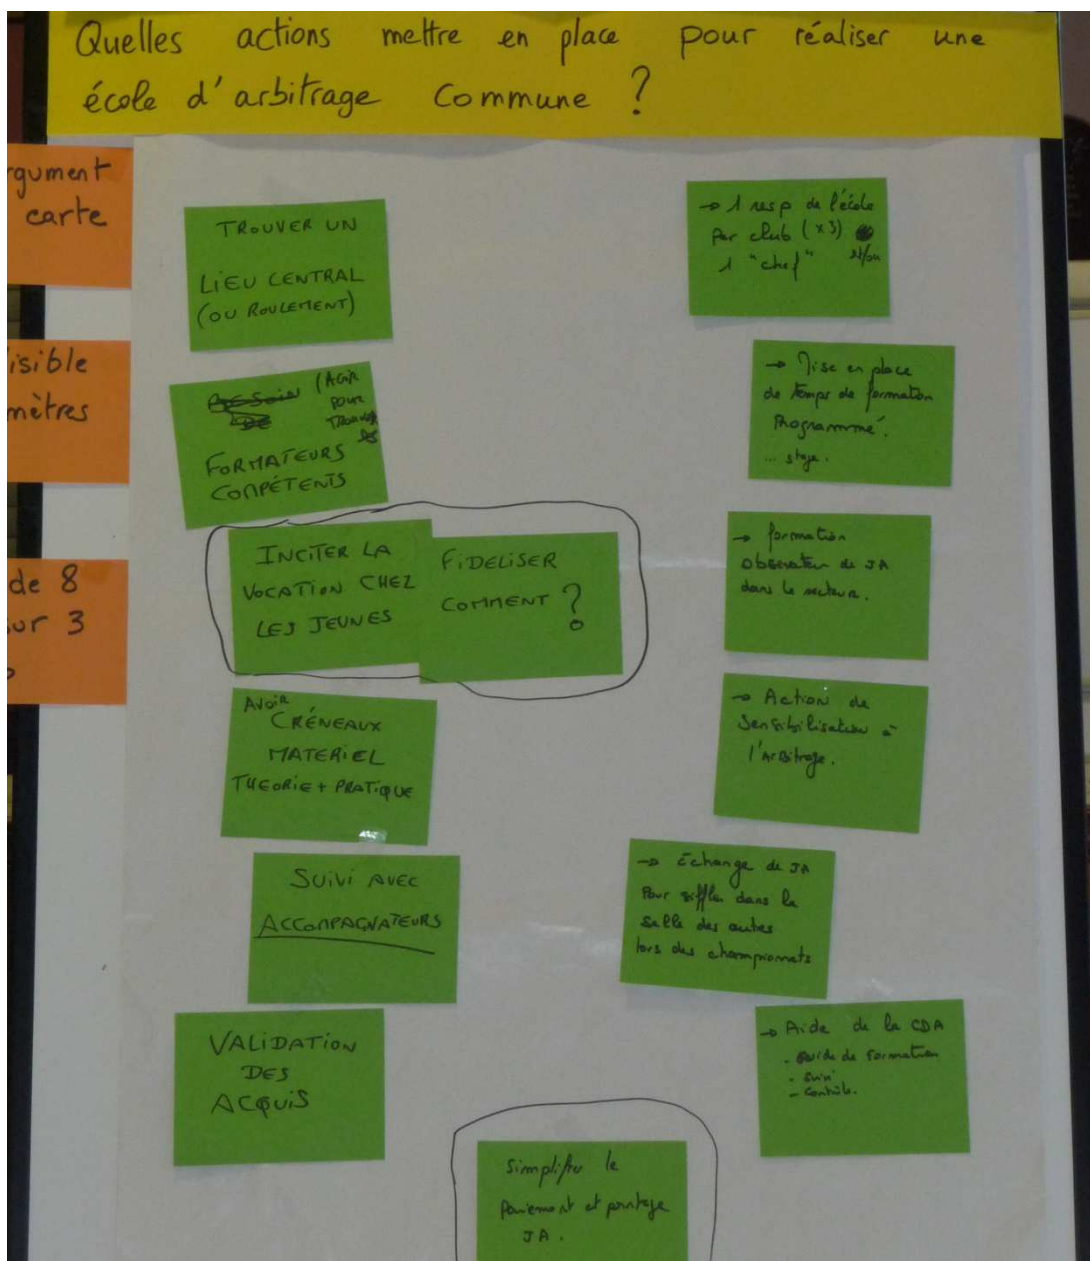 Quelles actions mettre en place pour réaliser une
école d'arbitrage commune ?
rgument
carte
isible
mètres
de 8
ur 3
TROUVER UN
LIEU CENTRAL
(OU ROULEMENT)
(AGIR
POUR
TROUVER
FORMATEURS
COMPÉTENTS
INCITER LA
VOCATION CHEZ
LES JEUNES
FIDELISER
COMMENT ?
AVOIR
CRÉNEAUX
MATERIEL
THEORIE + PRATIQUE
SUIVI AVEC
ACCOMPAGNATEURS
VALIDATION
DES
ACQUIS
→ 1 resp de l'école
par club (x3) et/ou
1 "chef"
→ Mise en place
de temps de formation
Programmé.
... stage.
→ formation
observateur de JA
dans le secteur.
→ Action de
Sensibilisation à
l'Arbitrage.
→ échange de JA
Pour siffler dans la
salle des autres
lors des championnats
→ Aide de la CDA
- guide de formation
- suivi
- contrôle.
Simplifier le
paiement et
JA.